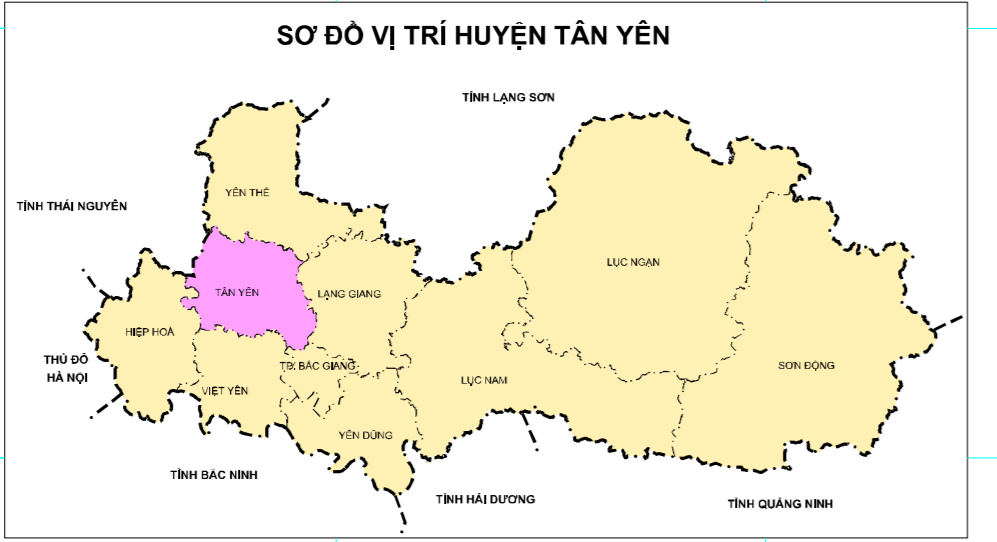 SƠ ĐỒ VỊ TRÍ HUYỆN TÂN YÊN
TỈNH LẠNG SƠN
YÊN THẾ
TỈNH THÁI NGUYÊN
LỤC NGẠN
TÂN YÊN
LẠNG GIANG
HIỆP HOÀ
THỦ ĐÔ
HÀ NỘI
TP. BẮC GIANG
SƠN ĐỘNG
LỤC NAM
VIỆT YÊN
YÊN DŨNG
TỈNH BẮC NINH
TỈNH HẢI DƯƠNG
TỈNH QUẢNG NINH